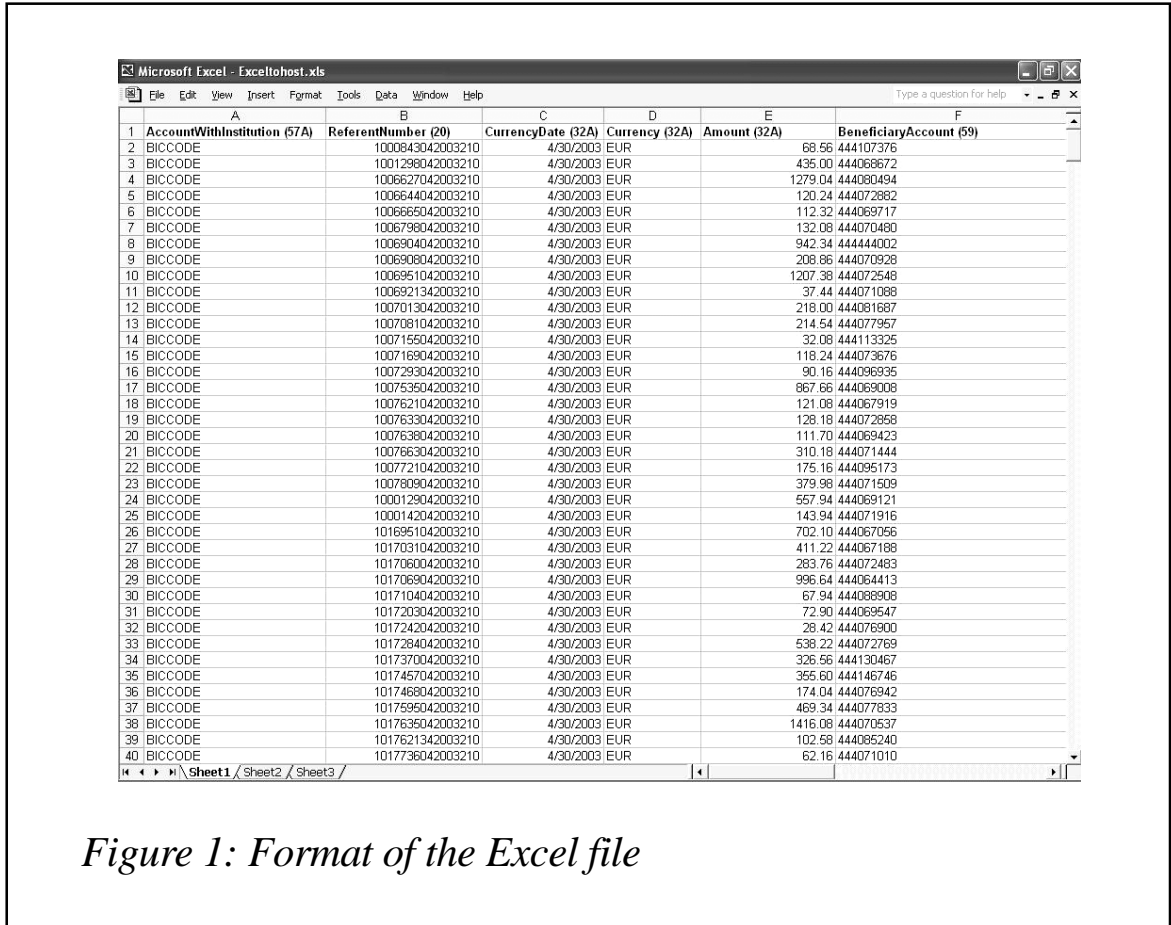 Microsoft Excel - Exceltohost.xls
File Edit View Insert Format Tools Data Window Help Type a question for help
A B C D E F
1 AccountWithInstitution (57A) ReferentNumber (20) CurrencyDate (32A) Currency (32A) Amount (32A) BeneficiaryAccount (59)
2 BICCODE 1000843042003210 4/30/2003 EUR 68.56 444107376
3 BICCODE 1001298042003210 4/30/2003 EUR 435.00 444068672
4 BICCODE 1006627042003210 4/30/2003 EUR 1279.04 444080494
5 BICCODE 1006644042003210 4/30/2003 EUR 120.24 444072882
6 BICCODE 1006665042003210 4/30/2003 EUR 112.32 444069717
7 BICCODE 1006798042003210 4/30/2003 EUR 132.08 444070480
8 BICCODE 1006904042003210 4/30/2003 EUR 942.34 444444002
9 BICCODE 1006908042003210 4/30/2003 EUR 208.86 444070928
10 BICCODE 1006951042003210 4/30/2003 EUR 1207.38 444072548
11 BICCODE 1006921342003210 4/30/2003 EUR 37.44 444071088
12 BICCODE 1007013042003210 4/30/2003 EUR 218.00 444081687
13 BICCODE 1007081042003210 4/30/2003 EUR 214.54 444077957
14 BICCODE 1007155042003210 4/30/2003 EUR 32.08 444113325
15 BICCODE 1007169042003210 4/30/2003 EUR 118.24 444073676
16 BICCODE 1007293042003210 4/30/2003 EUR 90.16 444096935
17 BICCODE 1007535042003210 4/30/2003 EUR 867.66 444069008
18 BICCODE 1007621042003210 4/30/2003 EUR 121.08 444067919
19 BICCODE 1007633042003210 4/30/2003 EUR 128.18 444072858
20 BICCODE 1007638042003210 4/30/2003 EUR 111.70 444069423
21 BICCODE 1007663042003210 4/30/2003 EUR 310.18 444071444
22 BICCODE 1007721042003210 4/30/2003 EUR 175.16 444095173
23 BICCODE 1007809042003210 4/30/2003 EUR 379.98 444071509
24 BICCODE 1000129042003210 4/30/2003 EUR 557.94 444069121
25 BICCODE 1000142042003210 4/30/2003 EUR 143.94 444071916
26 BICCODE 1016951042003210 4/30/2003 EUR 702.10 444067056
27 BICCODE 1017031042003210 4/30/2003 EUR 411.22 444067188
28 BICCODE 1017060042003210 4/30/2003 EUR 283.76 444072483
29 BICCODE 1017069042003210 4/30/2003 EUR 996.64 444064413
30 BICCODE 1017104042003210 4/30/2003 EUR 67.94 444088908
31 BICCODE 1017203042003210 4/30/2003 EUR 72.90 444069547
32 BICCODE 1017242042003210 4/30/2003 EUR 28.42 444076900
33 BICCODE 1017284042003210 4/30/2003 EUR 538.22 444072769
34 BICCODE 1017370042003210 4/30/2003 EUR 326.56 444130467
35 BICCODE 1017457042003210 4/30/2003 EUR 355.60 444146746
36 BICCODE 1017468042003210 4/30/2003 EUR 174.04 444076942
37 BICCODE 1017595042003210 4/30/2003 EUR 469.34 444077833
38 BICCODE 1017635042003210 4/30/2003 EUR 1416.08 444070537
39 BICCODE 1017621342003210 4/30/2003 EUR 102.58 444085240
40 BICCODE 1017736042003210 4/30/2003 EUR 62.16 444071010
Sheet1 Sheet2 Sheet3
Figure 1: Format of the Excel file